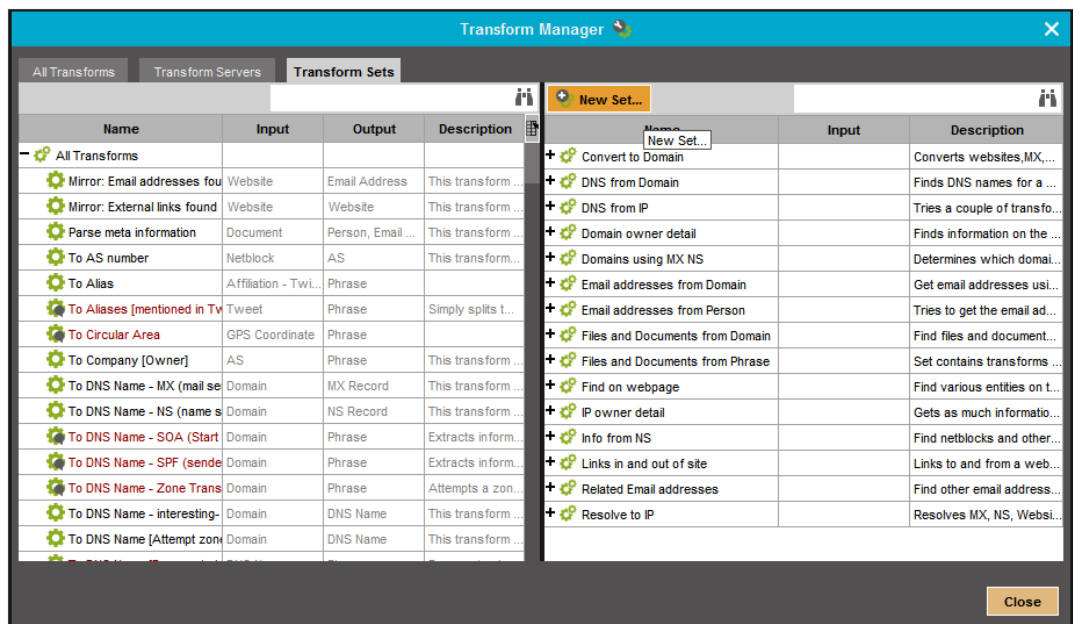 Transform Manager
All Transforms Transform Servers Transform Sets
New Set...
Name Input Output Description
All Transforms
Mirror: Email addresses fou Website Email Address This transform ...
Mirror: External links found Website Website This transform ...
Parse meta information Document Person, Email ... This transform ...
To AS number Netblock AS This transform ...
To Alias Affiliation - Twi... Phrase
To Aliases [mentioned in Tw Tweet Phrase Simply splits t...
To Circular Area GPS Coordinate Phrase
To Company [Owner] AS Phrase This transform ...
To DNS Name - MX (mail se Domain MX Record This transform ...
To DNS Name - NS (name s Domain NS Record This transform ...
To DNS Name - SOA (Start Domain Phrase Extracts inform...
To DNS Name - SPF (sende Domain Phrase Extracts inform...
To DNS Name - Zone Trans Domain Phrase Attempts a zon...
To DNS Name - interesting- Domain DNS Name This transform ...
To DNS Name [Attempt zone Domain DNS Name This transform ...
Name Input Description
New Set...
Convert to Domain Converts websites,MX,...
DNS from Domain Finds DNS names for a ...
DNS from IP Tries a couple of transfo...
Domain owner detail Finds information on the ...
Domains using MX NS Determines which domai...
Email addresses from Domain Get email addresses usi...
Email addresses from Person Tries to get the email ad...
Files and Documents from Domain Find files and document...
Files and Documents from Phrase Set contains transforms ...
Find on webpage Find various entities on t...
IP owner detail Gets as much informatio...
Info from NS Find netblocks and other...
Links in and out of site Links to and from a web...
Related Email addresses Find other email address...
Resolve to IP Resolves MX, NS, Websi...
Close